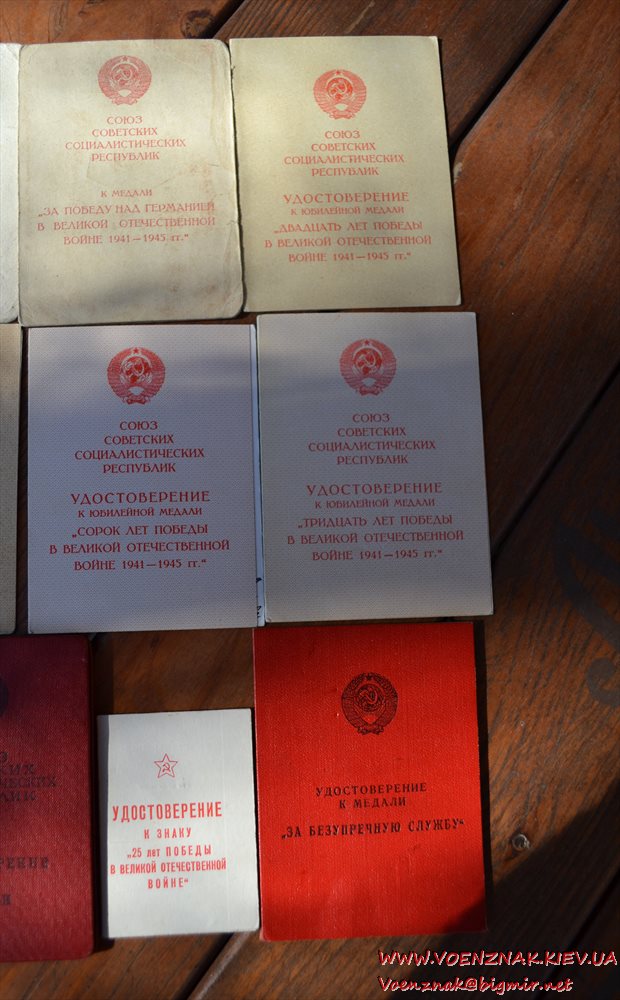 СОЮЗ
СОВЕТСКИХ
СОЦИАЛИСТИЧЕСКИХ
РЕСПУБЛИК
К МЕДАЛИ
„ЗА ПОБЕДУ НАД ГЕРМАНИЕЙ
В ВЕЛИКОЙ ОТЕЧЕСТВЕННОЙ
ВОЙНЕ 1941—1945 гг.“
СОЮЗ
СОВЕТСКИХ
СОЦИАЛИСТИЧЕСКИХ
РЕСПУБЛИК
УДОСТОВЕРЕНИЕ
К ЮБИЛЕЙНОЙ МЕДАЛИ
„ДВАДЦАТЬ ЛЕТ ПОБЕДЫ
В ВЕЛИКОЙ ОТЕЧЕСТВЕННОЙ
ВОЙНЕ 1941—1945 гг.“
СОЮЗ
СОВЕТСКИХ
СОЦИАЛИСТИЧЕСКИХ
РЕСПУБЛИК
УДОСТОВЕРЕНИЕ
К ЮБИЛЕЙНОЙ МЕДАЛИ
„СОРОК ЛЕТ ПОБЕДЫ
В ВЕЛИКОЙ ОТЕЧЕСТВЕННОЙ
ВОЙНЕ 1941—1945 гг.“
СОЮЗ
СОВЕТСКИХ
СОЦИАЛИСТИЧЕСКИХ
РЕСПУБЛИК
УДОСТОВЕРЕНИЕ
К ЮБИЛЕЙНОЙ МЕДАЛИ
„ТРИДЦАТЬ ЛЕТ ПОБЕДЫ
В ВЕЛИКОЙ ОТЕЧЕСТВЕННОЙ
ВОЙНЕ 1941—1945 гг.“
УДОСТОВЕРЕНИЕ
К ЗНАКУ
„25 лет ПОБЕДЫ
В ВЕЛИКОЙ ОТЕЧЕСТВЕННОЙ
ВОЙНЕ“
УДОСТОВЕРЕНИЕ
К МЕДАЛИ
„ЗА БЕЗУПРЕЧНУЮ СЛУЖБУ“
WWW.VOENZNAK.KIEV.UA
Voenznak@bigmir.net